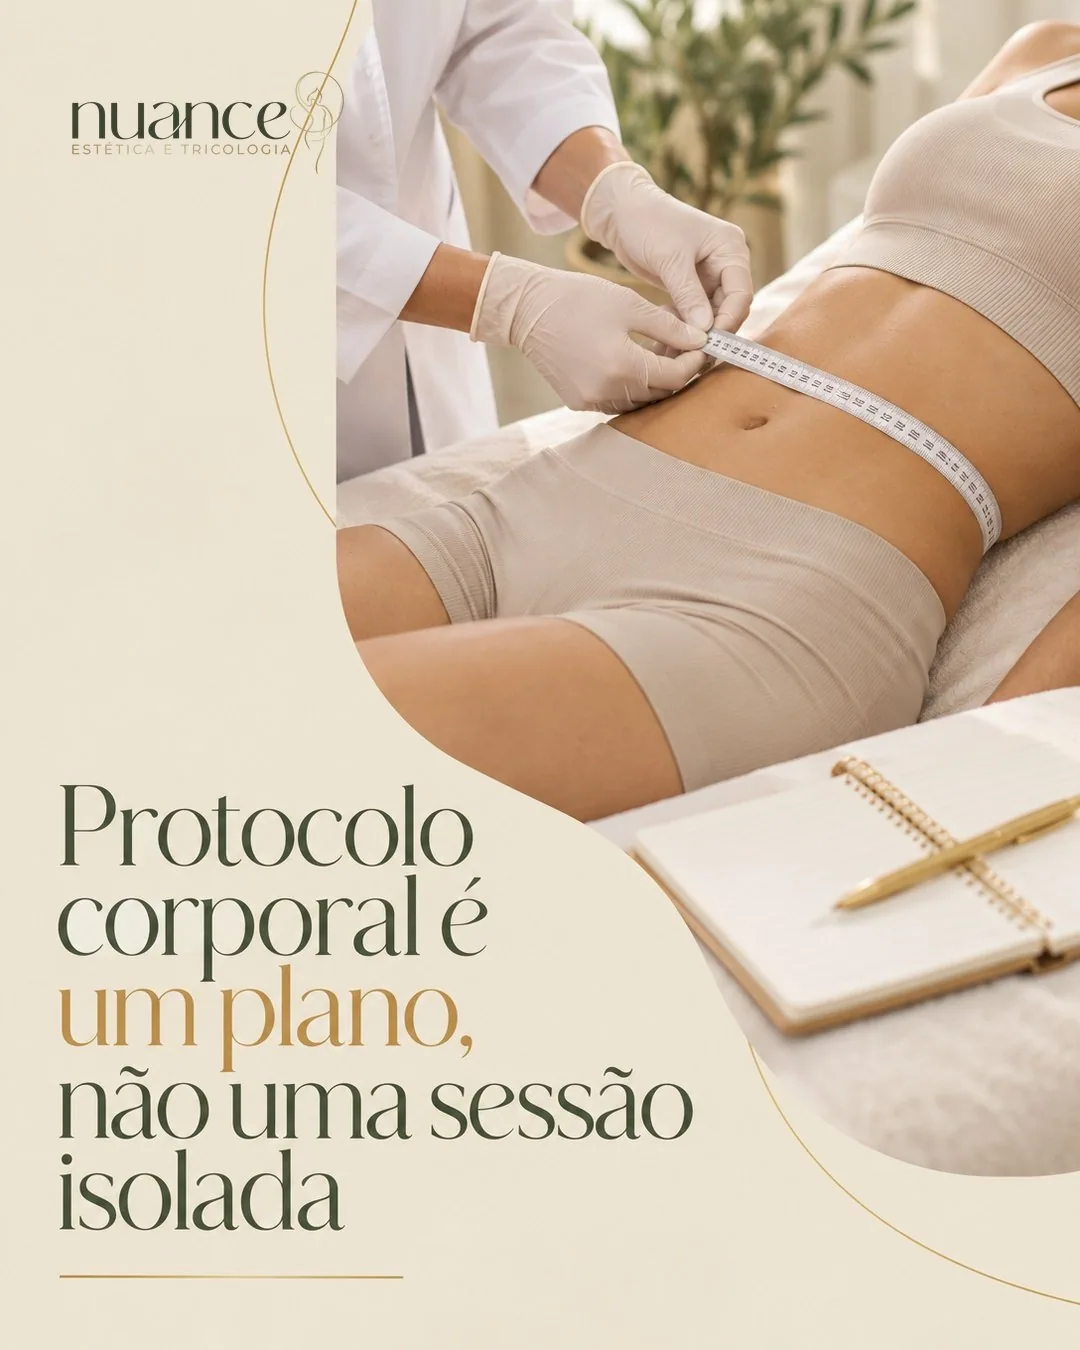 nuance
ESTÉTICA E TRICOLOGIA
Protocolo
corporal é
um plano,
não uma sessão
isolada